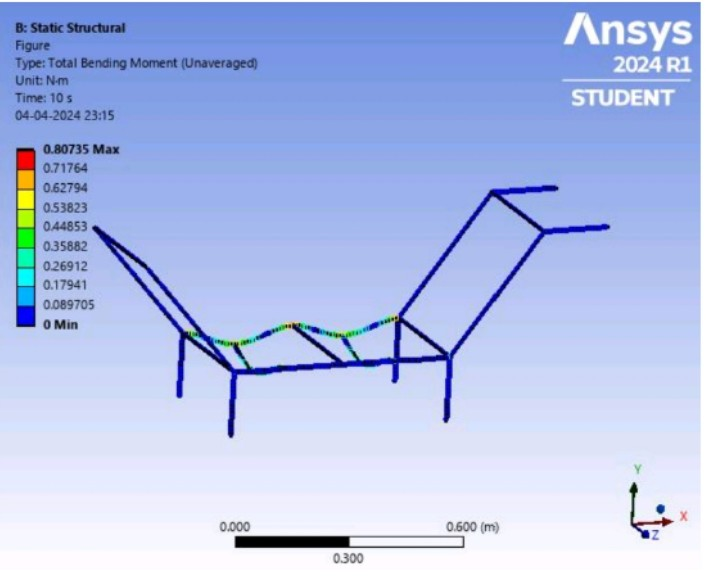 B: Static Structural
Figure
Type: Total Bending Moment (Unaveraged)
Unit: N·m
Time: 10 s
04-04-2024 23:15
Ansys
2024 R1
STUDENT
0.80735 Max
0.71764
0.62794
0.53823
0.44853
0.35882
0.26912
0.17941
0.089705
0 Min
Y
X
Z
0.000
0.600 (m)
0.300